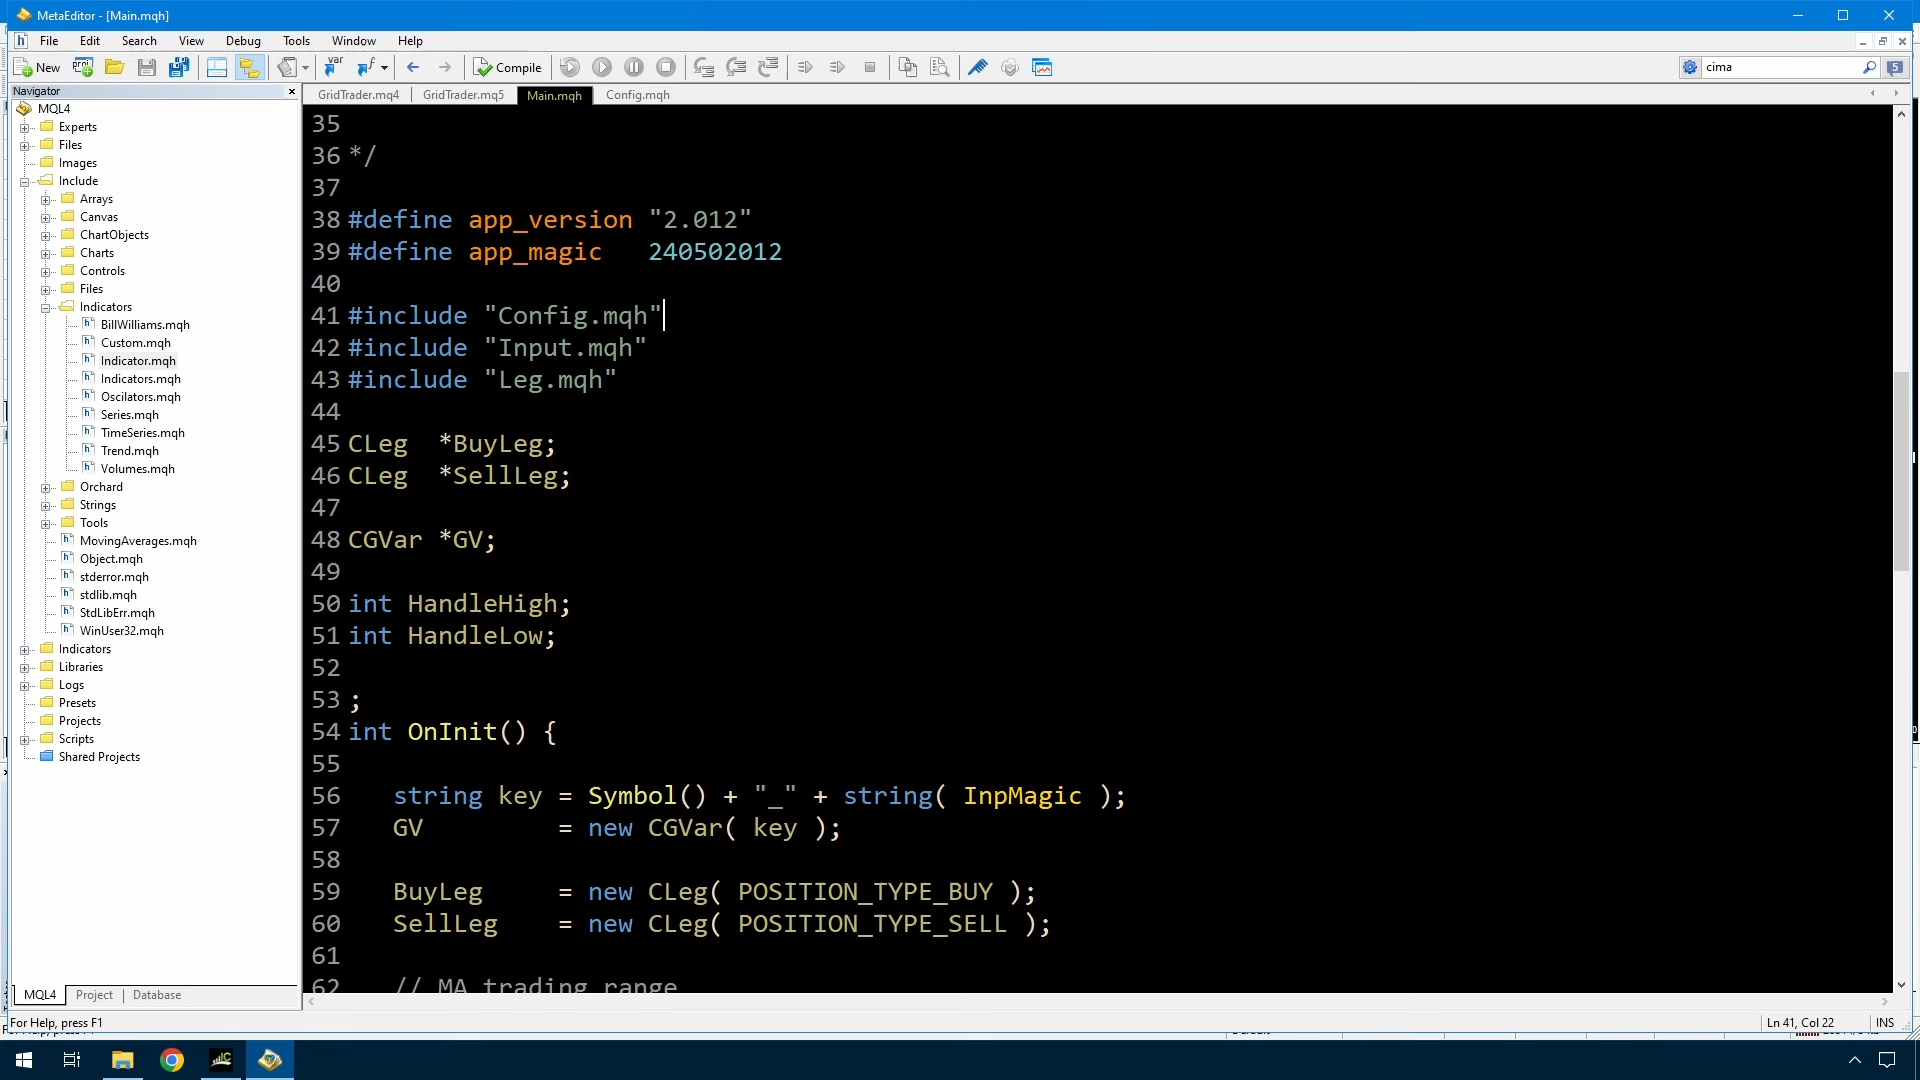 MetaEditor - [Main.mqh]
File Edit Search View Debug Tools Window Help
New Compile cima 5
Navigator
GridTrader.mq4 GridTrader.mq5 Main.mqh Config.mqh
MQL4
Experts
Files
Images
Include
Arrays
Canvas
ChartObjects
Charts
Controls
Files
Indicators
BillWilliams.mqh
Custom.mqh
Indicator.mqh
Indicators.mqh
Oscilators.mqh
Series.mqh
TimeSeries.mqh
Trend.mqh
Volumes.mqh
Orchard
Strings
Tools
MovingAverages.mqh
Object.mqh
stderror.mqh
stdlib.mqh
StdLibErr.mqh
WinUser32.mqh
Indicators
Libraries
Logs
Presets
Projects
Scripts
Shared Projects
MQL4 Project Database
35
36 */
37
38 #define app_version "2.012"
39 #define app_magic 240502012
40
41 #include "Config.mqh"
42 #include "Input.mqh"
43 #include "Leg.mqh"
44
45 CLeg *BuyLeg;
46 CLeg *SellLeg;
47
48 CGVar *GV;
49
50 int HandleHigh;
51 int HandleLow;
52
53 ;
54 int OnInit() {
55
56 string key = Symbol() + "_" + string( InpMagic );
57 GV = new CGVar( key );
58
59 BuyLeg = new CLeg( POSITION_TYPE_BUY );
60 SellLeg = new CLeg( POSITION_TYPE_SELL );
61
62 // MA trading range
For Help, press F1
Ln 41, Col 22 INS